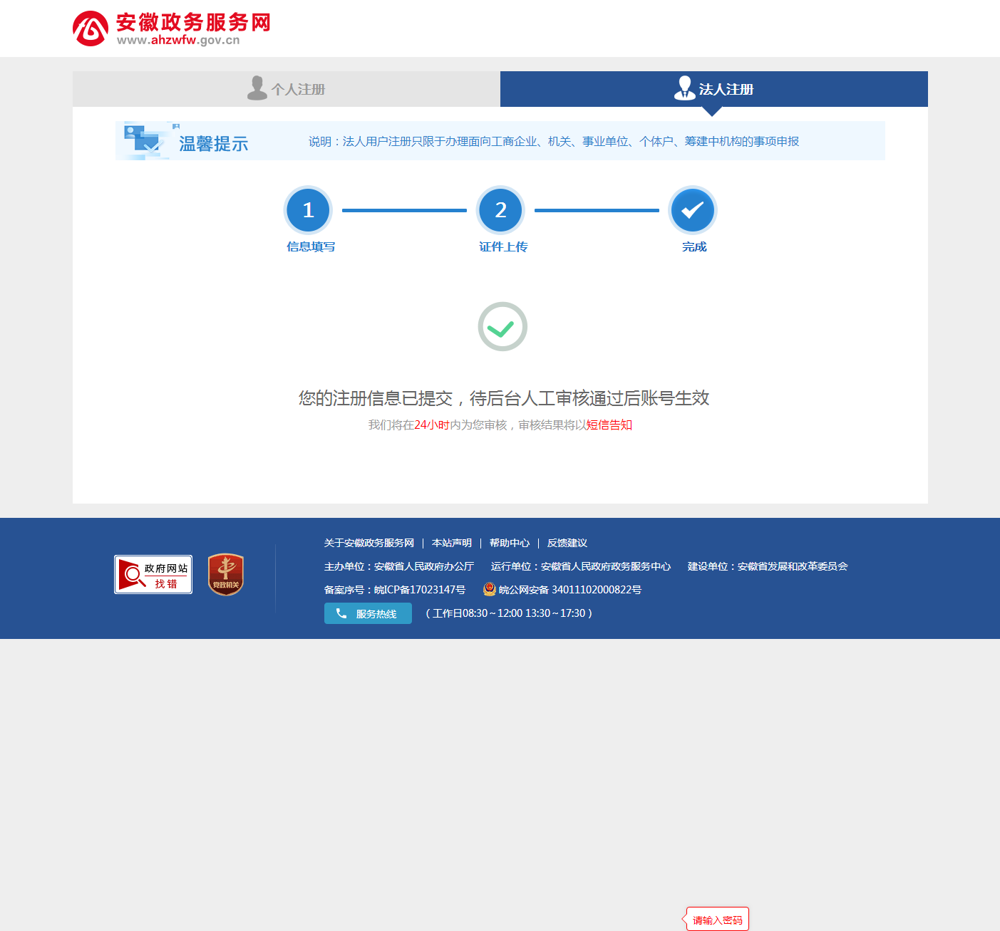 安徽政务服务网
www.ahzwfw.gov.cn
个人注册
法人注册
温馨提示
说明：法人用户注册只限于办理面向工商企业、机关、事业单位、个体户、筹建中机构的事项申报
1
2
信息填写
证件上传
完成
您的注册信息已提交，待后台人工审核通过后账号生效
我们将在24小时内为您审核，审核结果将以短信告知
政府网站
找错
党政机关
关于安徽政务服务网 | 本站声明 | 帮助中心 | 反馈建议
主办单位：安徽省人民政府办公厅 运行单位：安徽省人民政府政务服务中心 建设单位：安徽省发展和改革委员会
备案序号：皖ICP备17023147号 皖公网安备 34011102000822号
服务热线 （工作日08:30～12:00 13:30～17:30）
请输入密码